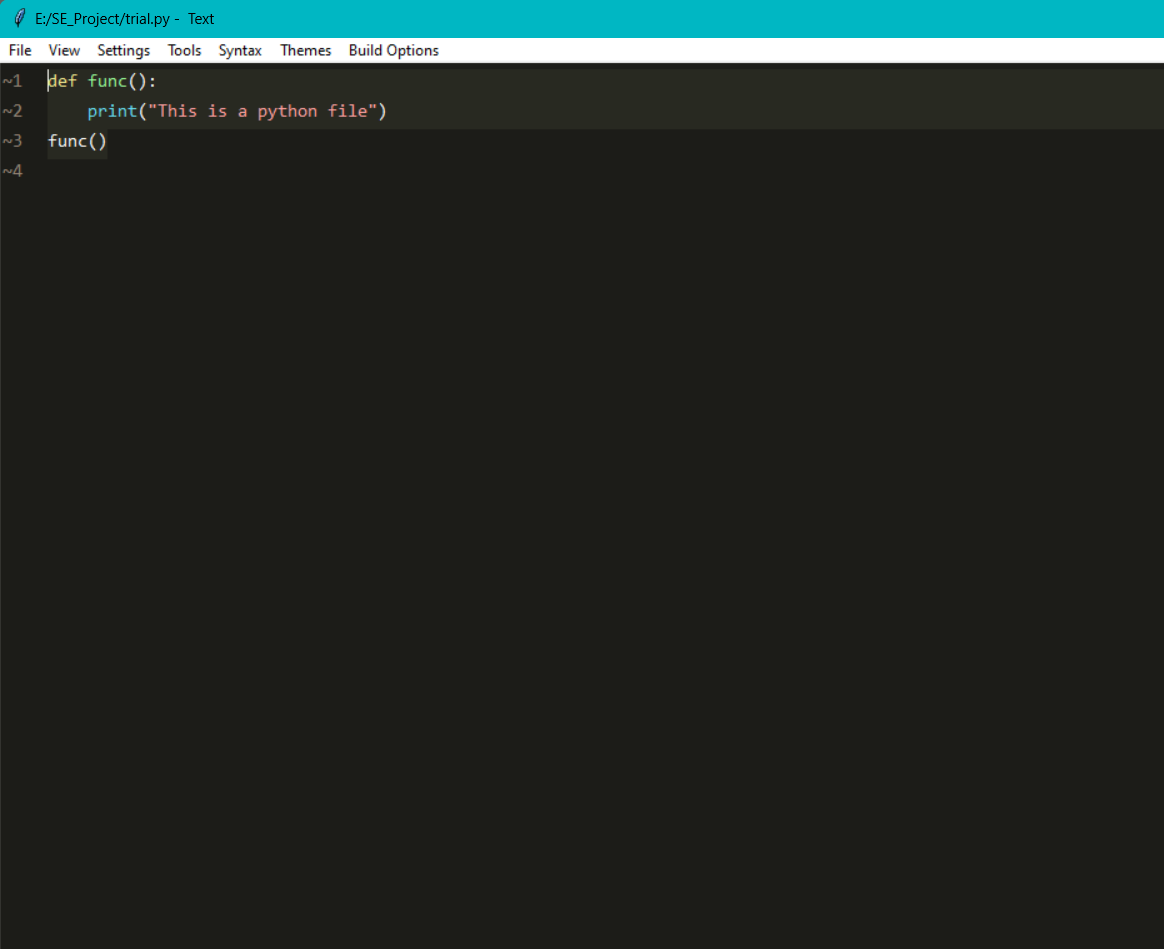 E:/SE_Project/trial.py -  Text
File View Settings Tools Syntax Themes Build Options
~1 def func():
~2     print("This is a python file")
~3 func()
~4